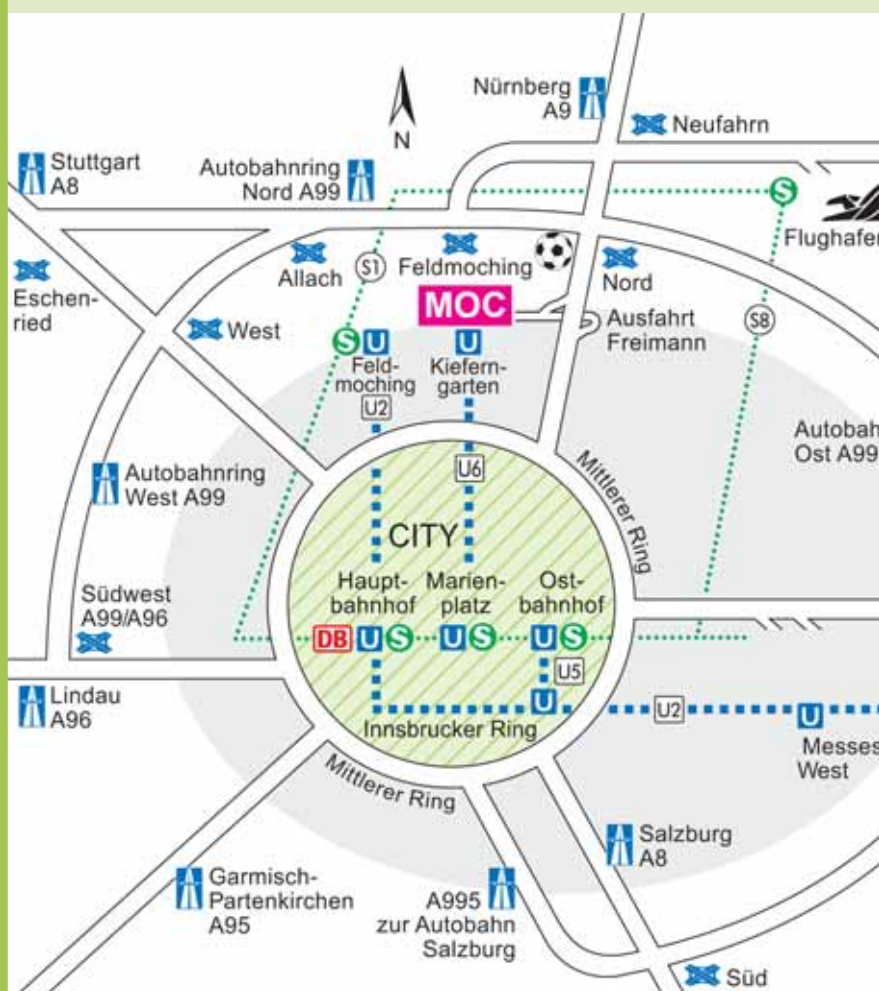 Nürnberg
A9
Neufahrn
N
Stuttgart
A8
Autobahnring
Nord A99
S
Flughafen
Allach
S1
Feldmoching
Nord
Eschen-
ried
West
MOC
Ausfahrt
Freimann
S8
S U
Feld-
moching
U2
U
Kiefern-
garten
Autobah
Ost A99
Autobahnring
West A99
U6
Mittlerer Ring
CITY
Südwest
A99/A96
Haupt-
bahnhof
Marien-
platz
Ost-
bahnhof
DB U S
U S
U S
U5
Lindau
A96
U
Innsbrucker Ring
U2
U
Messes
West
Mittlerer Ring
Salzburg
A8
Garmisch-
Partenkirchen
A95
A995
zur Autobahn
Salzburg
Süd